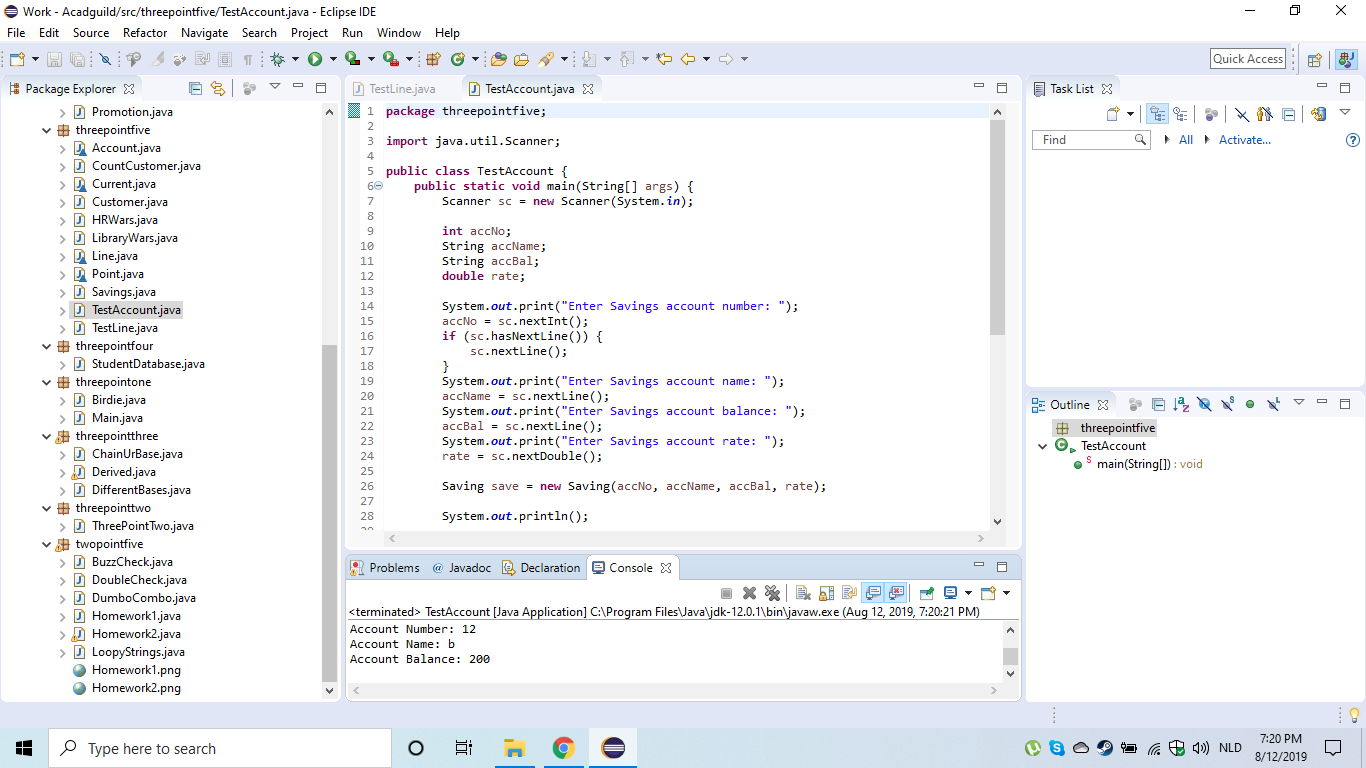 Work - Acadguild/src/threepointfive/TestAccount.java - Eclipse IDE
File Edit Source Refactor Navigate Search Project Run Window Help
Quick Access
Package Explorer
Promotion.java
threepointfive
Account.java
CountCustomer.java
Current.java
Customer.java
HRWars.java
LibraryWars.java
Line.java
Point.java
Savings.java
TestAccount.java
TestLine.java
threepointfour
StudentDatabase.java
threepointone
Birdie.java
Main.java
threepointthree
ChainUrBase.java
Derived.java
DifferentBases.java
threepointtwo
ThreePointTwo.java
twopointfive
BuzzCheck.java
DoubleCheck.java
DumboCombo.java
Homework1.java
Homework2.java
LoopyStrings.java
Homework1.png
Homework2.png
TestLine.java TestAccount.java
1 package threepointfive;
2
3 import java.util.Scanner;
4
5 public class TestAccount {
6 public static void main(String[] args) {
7 Scanner sc = new Scanner(System.in);
8
9 int accNo;
10 String accName;
11 String accBal;
12 double rate;
13
14 System.out.print("Enter Savings account number: ");
15 accNo = sc.nextInt();
16 if (sc.hasNextLine()) {
17 sc.nextLine();
18 }
19 System.out.print("Enter Savings account name: ");
20 accName = sc.nextLine();
21 System.out.print("Enter Savings account balance: ");
22 accBal = sc.nextLine();
23 System.out.print("Enter Savings account rate: ");
24 rate = sc.nextDouble();
25
26 Saving save = new Saving(accNo, accName, accBal, rate);
27
28 System.out.println();
Problems @ Javadoc Declaration Console
<terminated> TestAccount [Java Application] C:\Program Files\Java\jdk-12.0.1\bin\javaw.exe (Aug 12, 2019, 7:20:21 PM)
Account Number: 12
Account Name: b
Account Balance: 200
Task List
Find All Activate...
Outline
threepointfive
TestAccount
main(String[]) : void
Type here to search
NLD
7:20 PM
8/12/2019